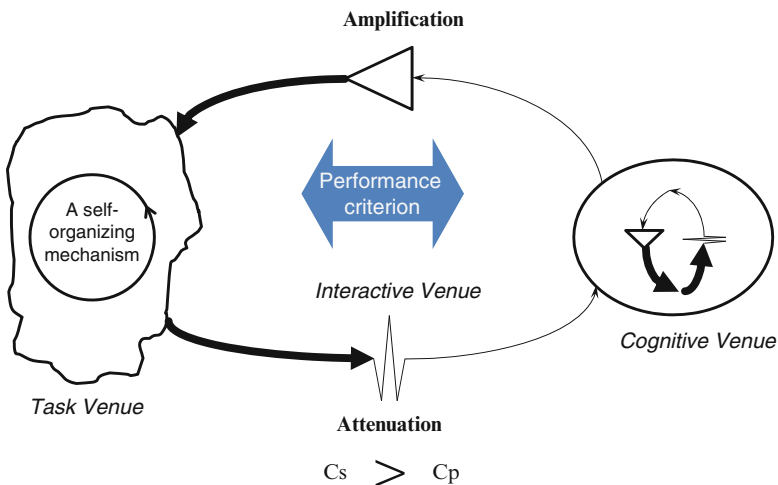 Amplification
Performance
criterion
A self-
organizing
mechanism
Interactive Venue
Cognitive Venue
Task Venue
Attenuation
Cs > Cp